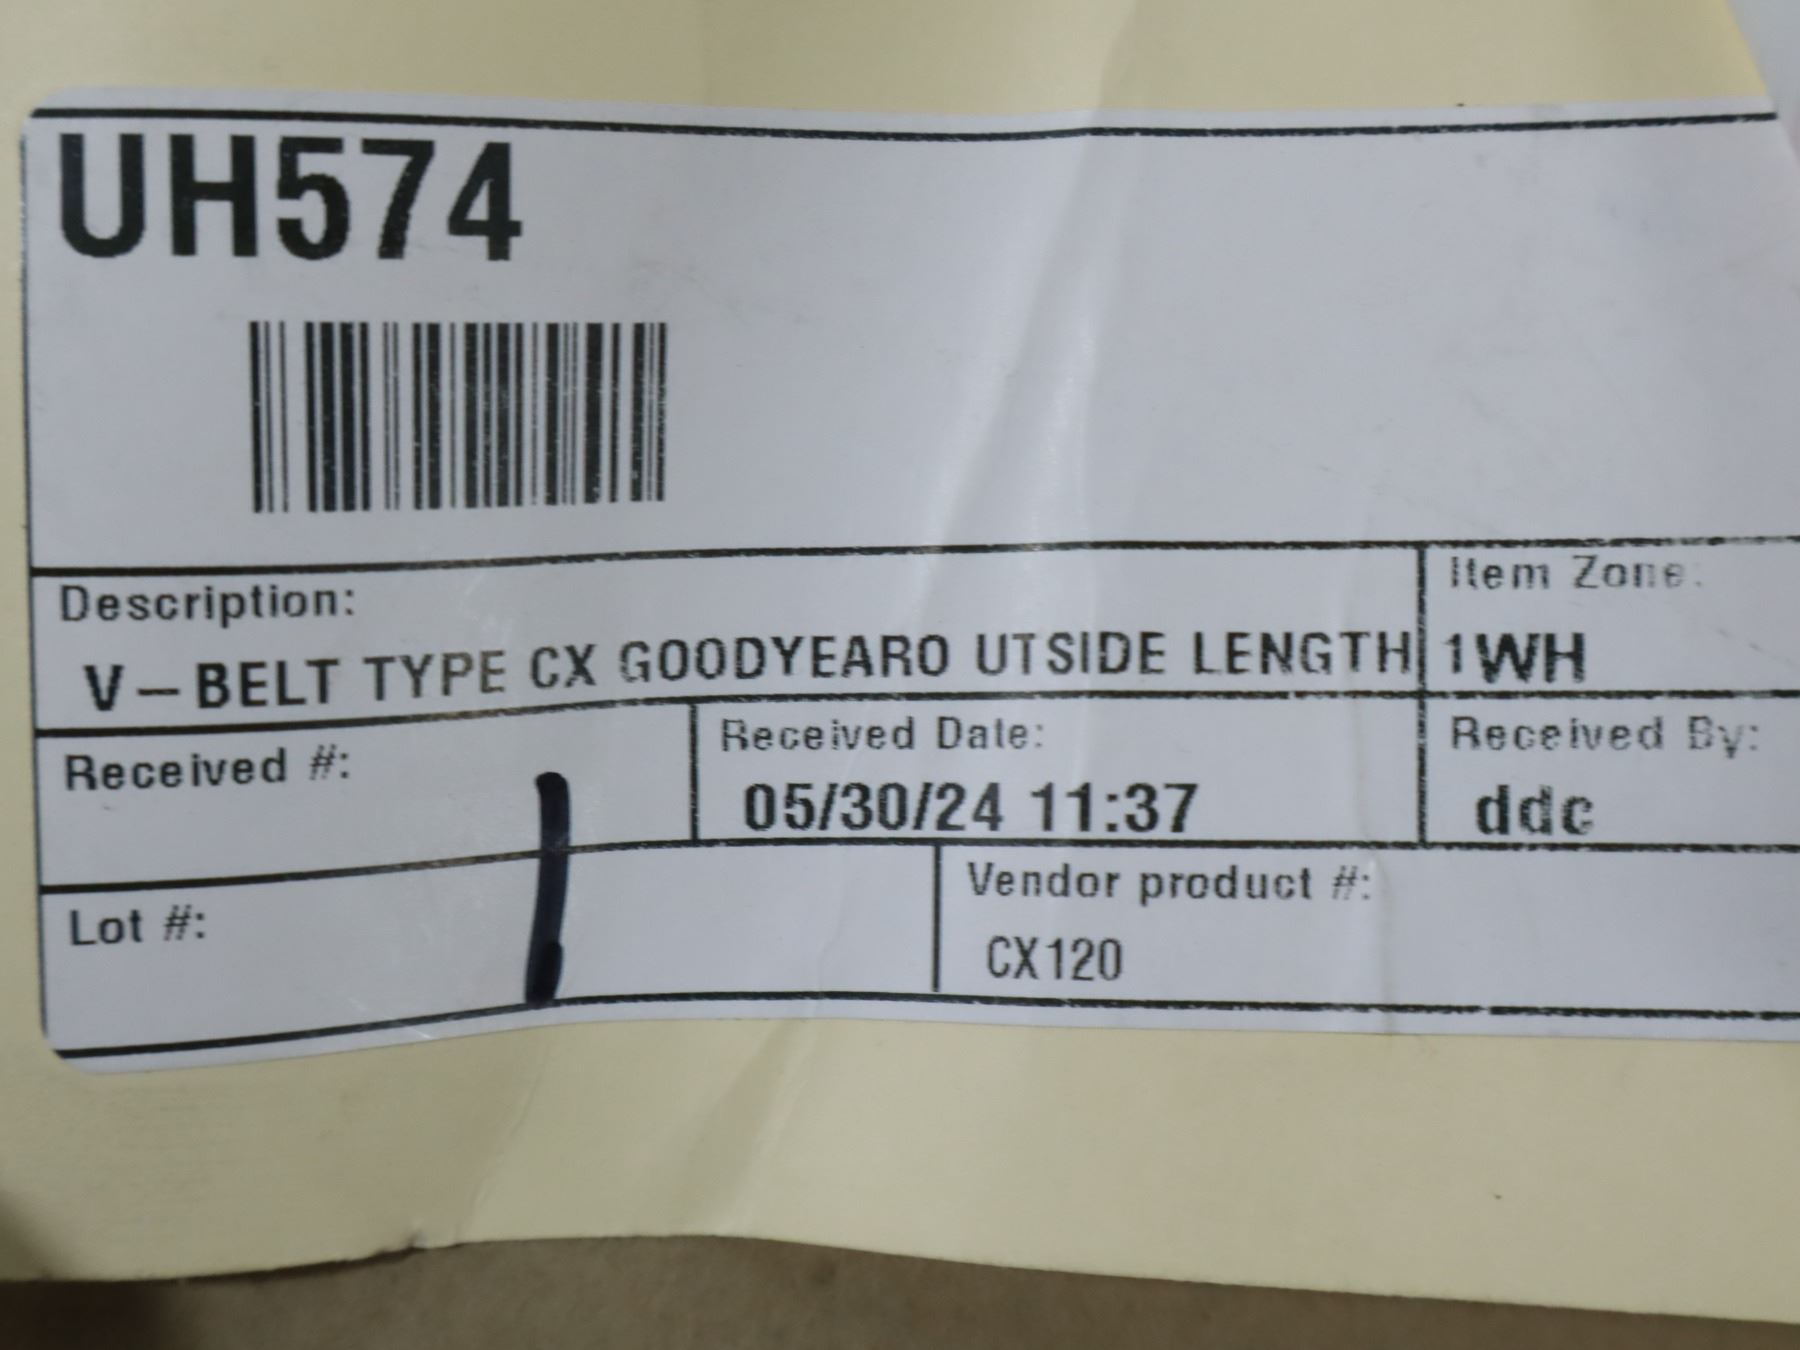 UH574
Description:
V-BELT TYPE CX GOODYEARO UTSIDE LENGTH
Item Zone:
1WH
Received #:
Received Date:
05/30/24 11:37
Received By:
ddc
Lot #:
Vendor product #:
CX120